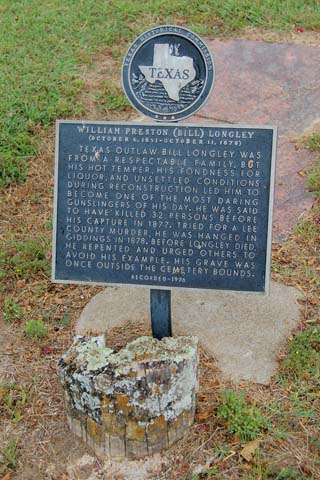 TEXAS HISTORICAL COMMISSION
TEXAS
WILLIAM PRESTON (BILL) LONGLEY
(OCTOBER 6, 1851-OCTOBER 11, 1878)
TEXAS OUTLAW BILL LONGLEY WAS
FROM A RESPECTABLE FAMILY, BUT
HIS HOT TEMPER, HIS FONDNESS FOR
LIQUOR, AND UNSETTLED CONDITIONS
DURING RECONSTRUCTION LED HIM TO
BECOME ONE OF THE MOST DARING
GUNSLINGERS OF HIS DAY. HE WAS SAID
TO HAVE KILLED 32 PERSONS BEFORE
HIS CAPTURE IN 1877. TRIED FOR A LEE
COUNTY MURDER, HE WAS HANGED IN
GIDDINGS IN 1878. BEFORE LONGLEY DIED
HE REPENTED AND URGED OTHERS TO
AVOID HIS EXAMPLE. HIS GRAVE WAS
ONCE OUTSIDE THE CEMETERY BOUNDS.
RECORDED-1976